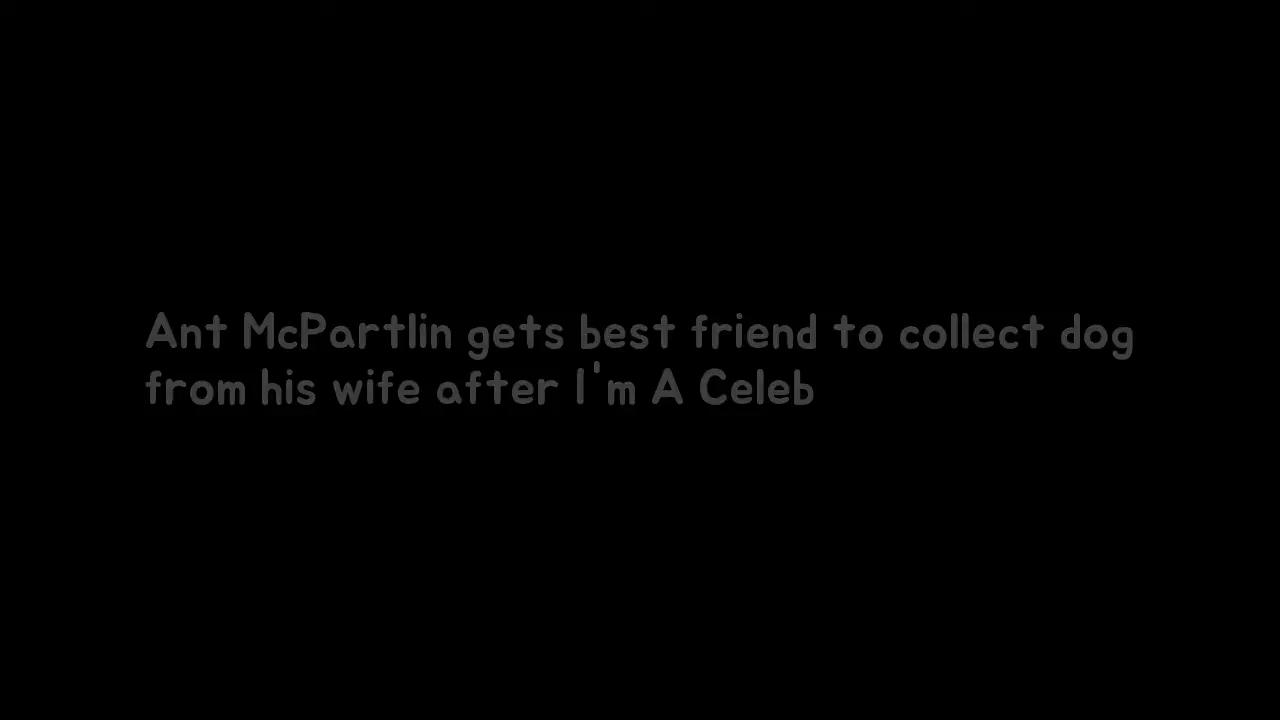 Ant McPartlin gets best friend to collect dog
from his wife after I'm A Celeb